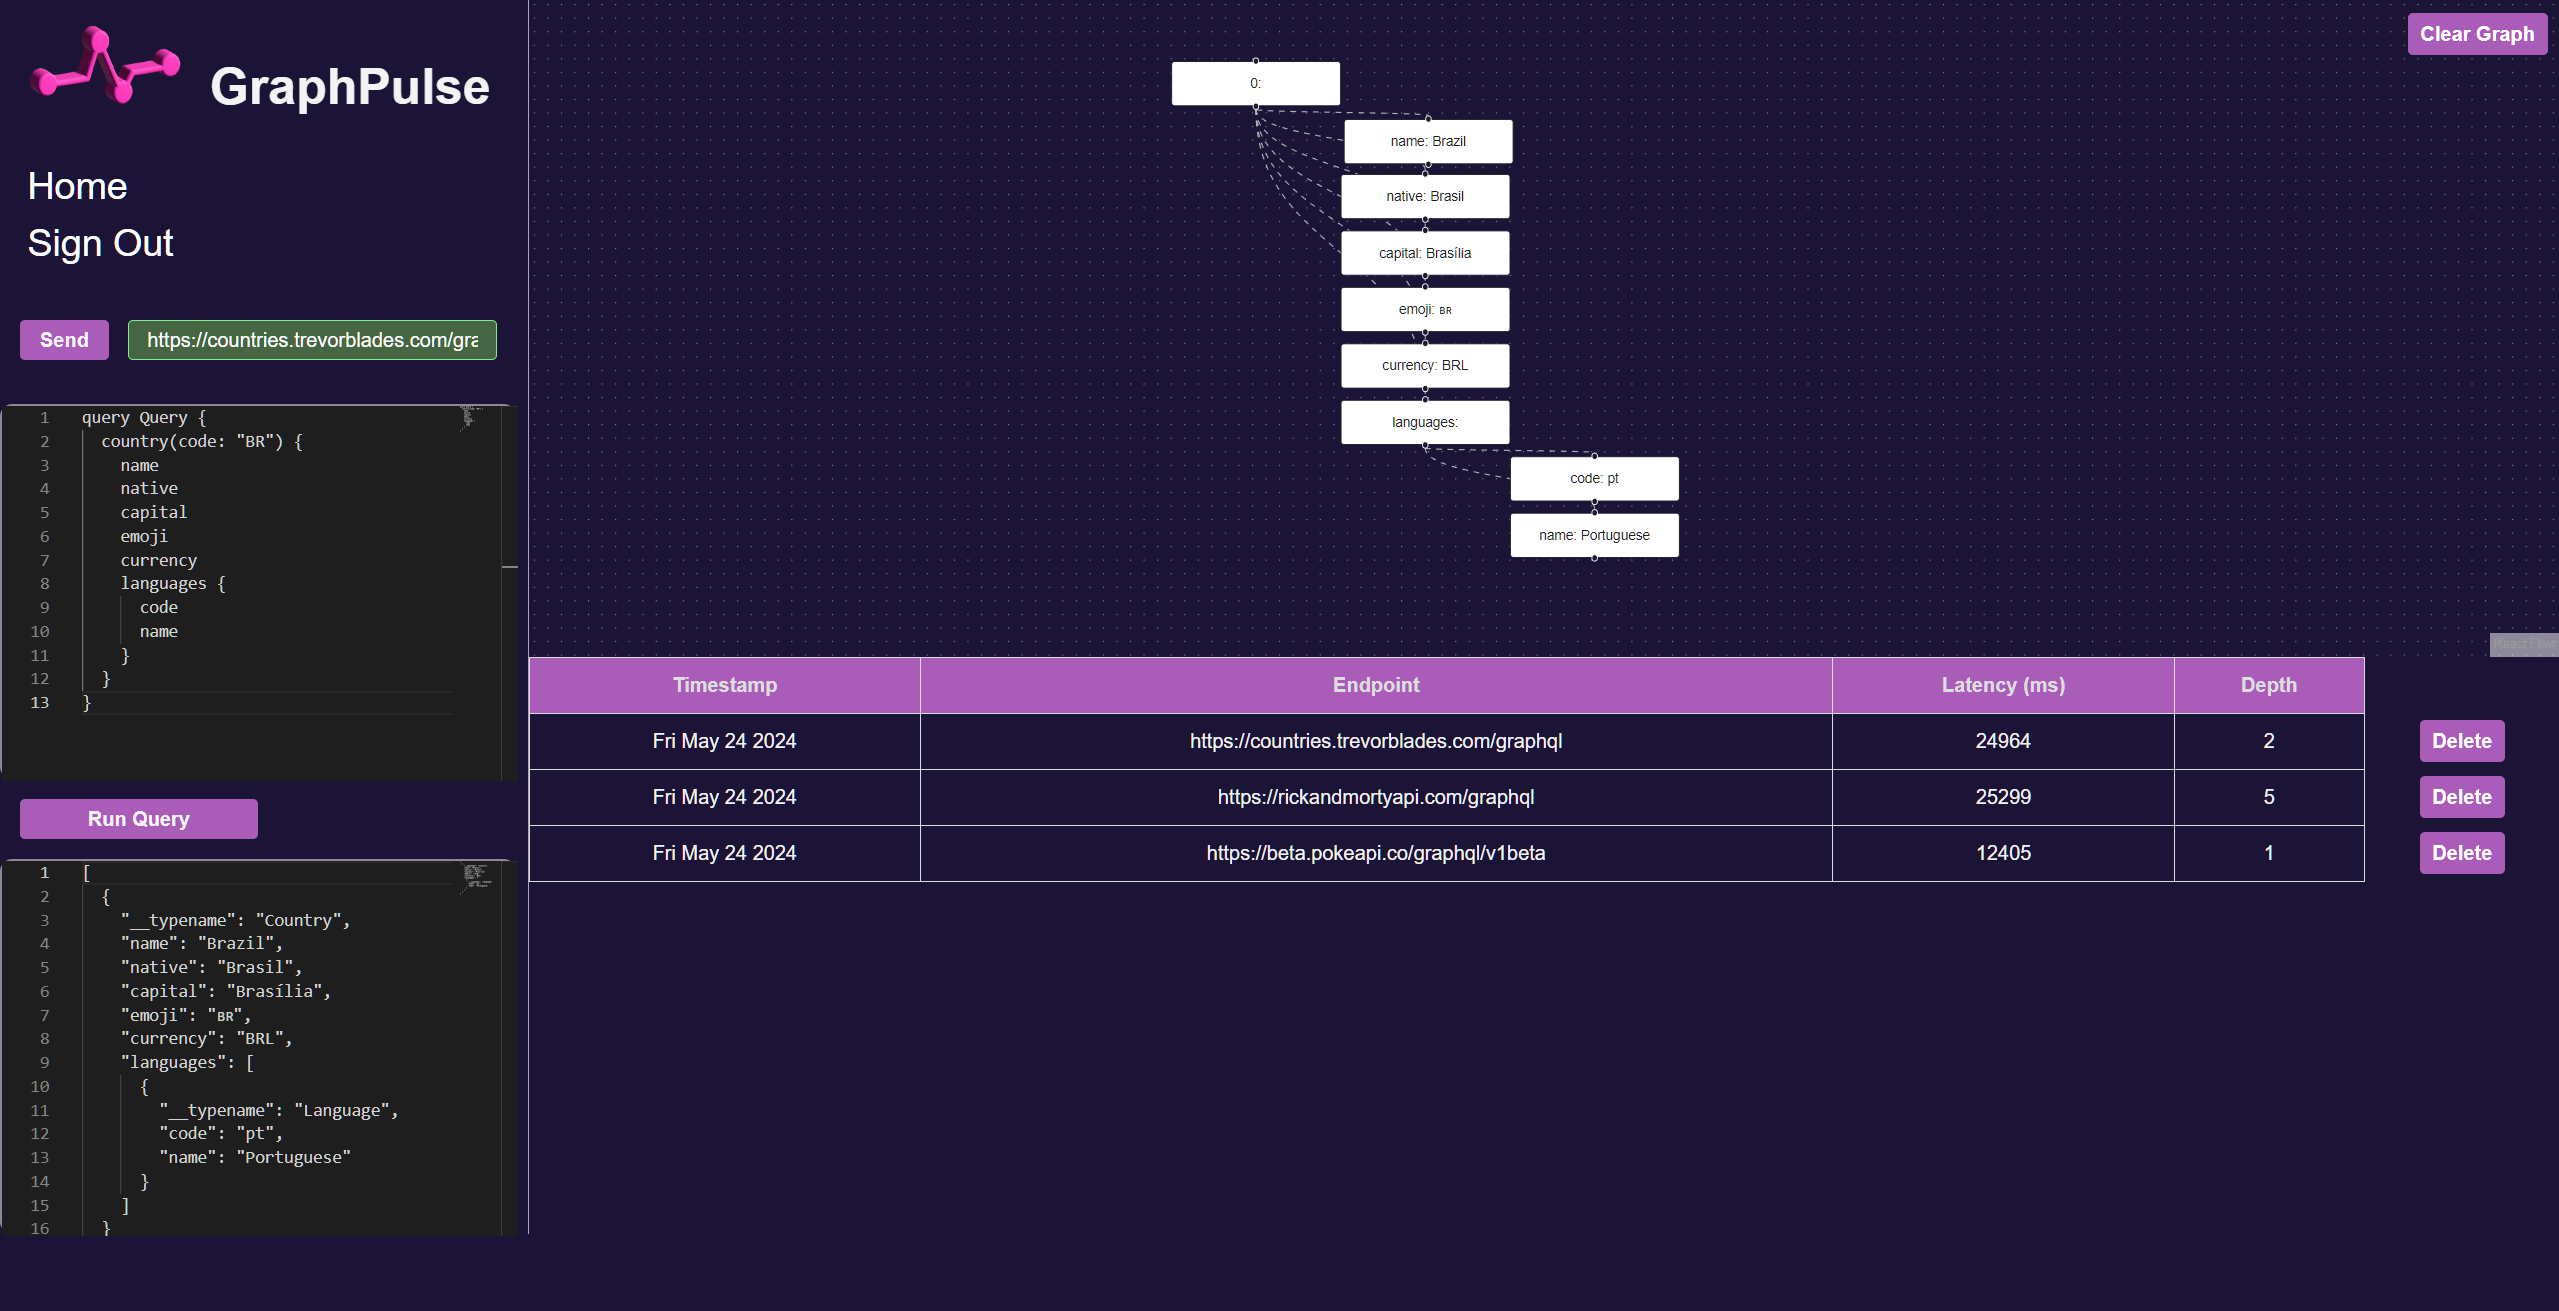 GraphPulse
Home
Sign Out
Send https://countries.trevorblades.com/gra
1 query Query {
2 country(code: "BR") {
3 name
4 native
5 capital
6 emoji
7 currency
8 languages {
9 code
10 name
11 }
12 }
13 }
Run Query
1 [
2 {
3 "__typename": "Country",
4 "name": "Brazil",
5 "native": "Brasil",
6 "capital": "Brasília",
7 "emoji": "BR",
8 "currency": "BRL",
9 "languages": [
10 {
11 "__typename": "Language",
12 "code": "pt",
13 "name": "Portuguese"
14 }
15 ]
16 }
Clear Graph
0:
name: Brazil
native: Brasil
capital: Brasília
emoji: BR
currency: BRL
languages:
code: pt
name: Portuguese
React Flow
Timestamp Endpoint Latency (ms) Depth
Fri May 24 2024 https://countries.trevorblades.com/graphql 24964 2 Delete
Fri May 24 2024 https://rickandmortyapi.com/graphql 25299 5 Delete
Fri May 24 2024 https://beta.pokeapi.co/graphql/v1beta 12405 1 Delete